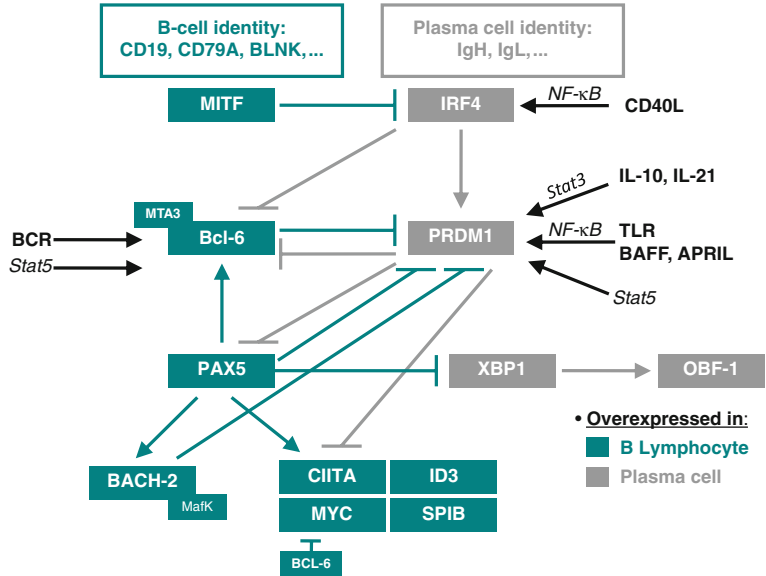 B-cell identity:
CD19, CD79A, BLNK,...
Plasma cell identity:
IgH, IgL,...
MITF
IRF4
NF-κB
CD40L
MTA3
Bcl-6
PRDM1
Stat3
IL-10, IL-21
NF-κB
TLR
BAFF, APRIL
Stat5
BCR
Stat5
PAX5
XBP1
OBF-1
• Overexpressed in:
B Lymphocyte
Plasma cell
BACH-2
MafK
CIITA
ID3
MYC
SPIB
BCL-6